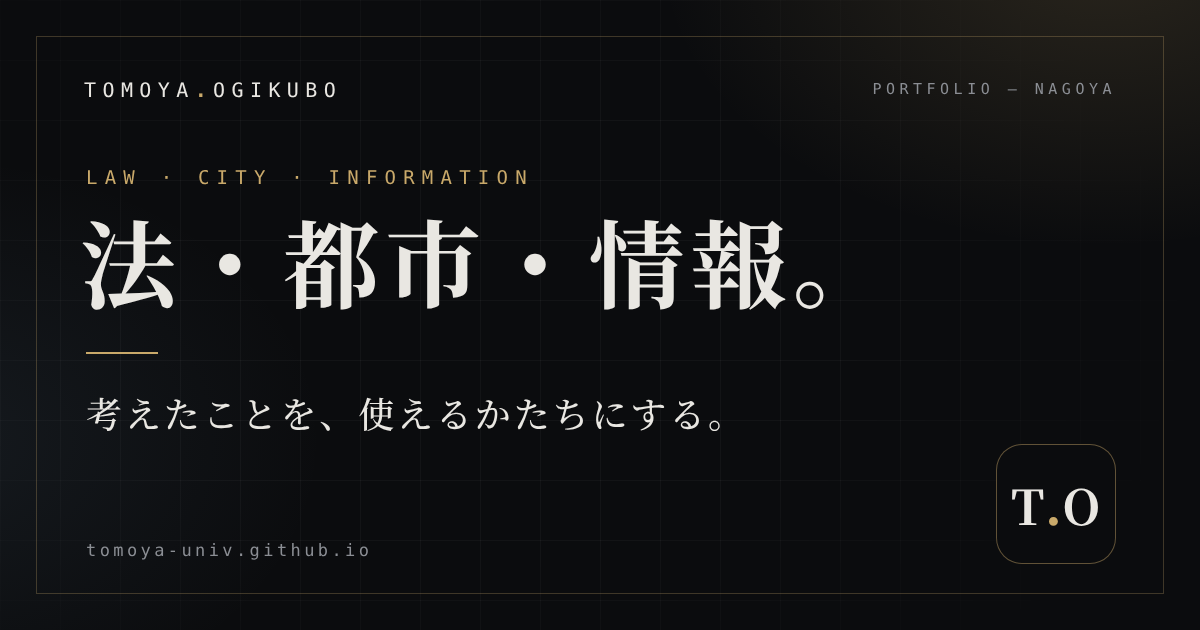 TOMOYA.OGIKUBO
PORTFOLIO — NAGOYA
LAW · CITY · INFORMATION
法・都市・情報。
考えたことを、使えるかたちにする。
T.O
tomoya-univ.github.io